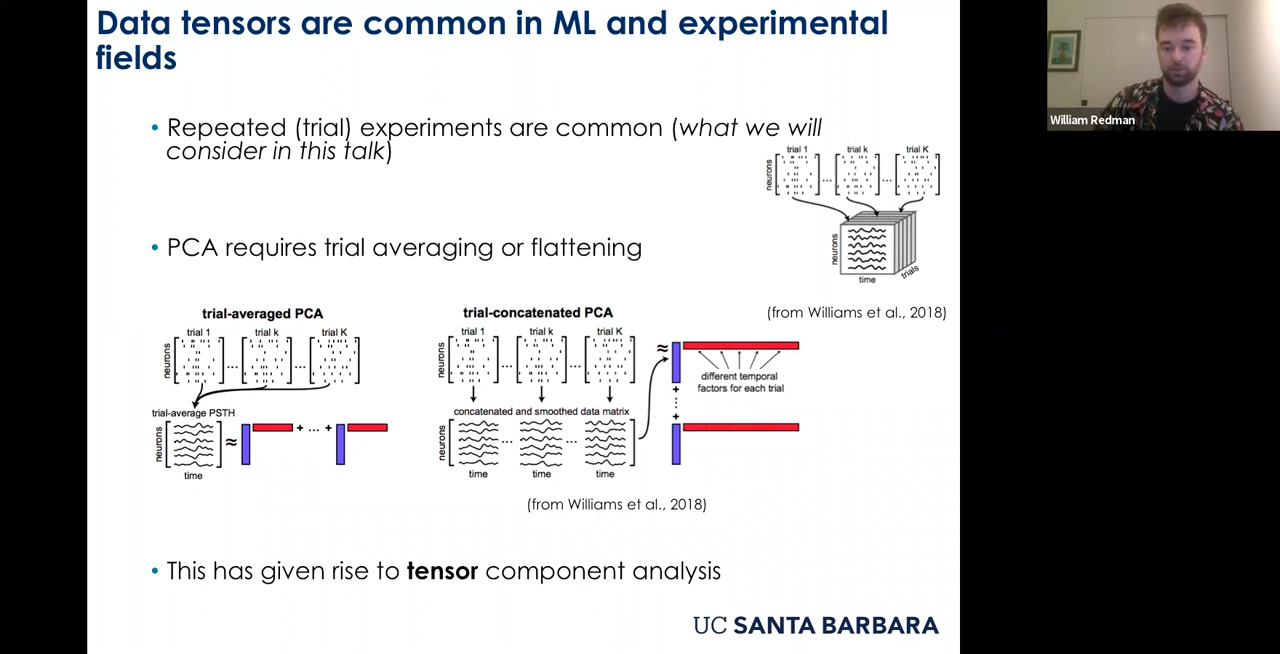 Data tensors are common in ML and experimental
fields
William Redman
• Repeated (trial) experiments are common (what we will
consider in this talk)
trial 1 trial k trial K
neurons
... ...
neurons
time
trials
(from Williams et al., 2018)
• PCA requires trial averaging or flattening
trial-averaged PCA
trial 1 trial k trial K
neurons
... ...
trial-average PSTH
neurons
≈ + ... +
time
trial-concatenated PCA
trial 1 trial k trial K
neurons
... ...
concatenated and smoothed data matrix
neurons
... ...
time time time
≈
different temporal
factors for each trial
+
⋮
+
(from Williams et al., 2018)
• This has given rise to tensor component analysis
UC SANTA BARBARA